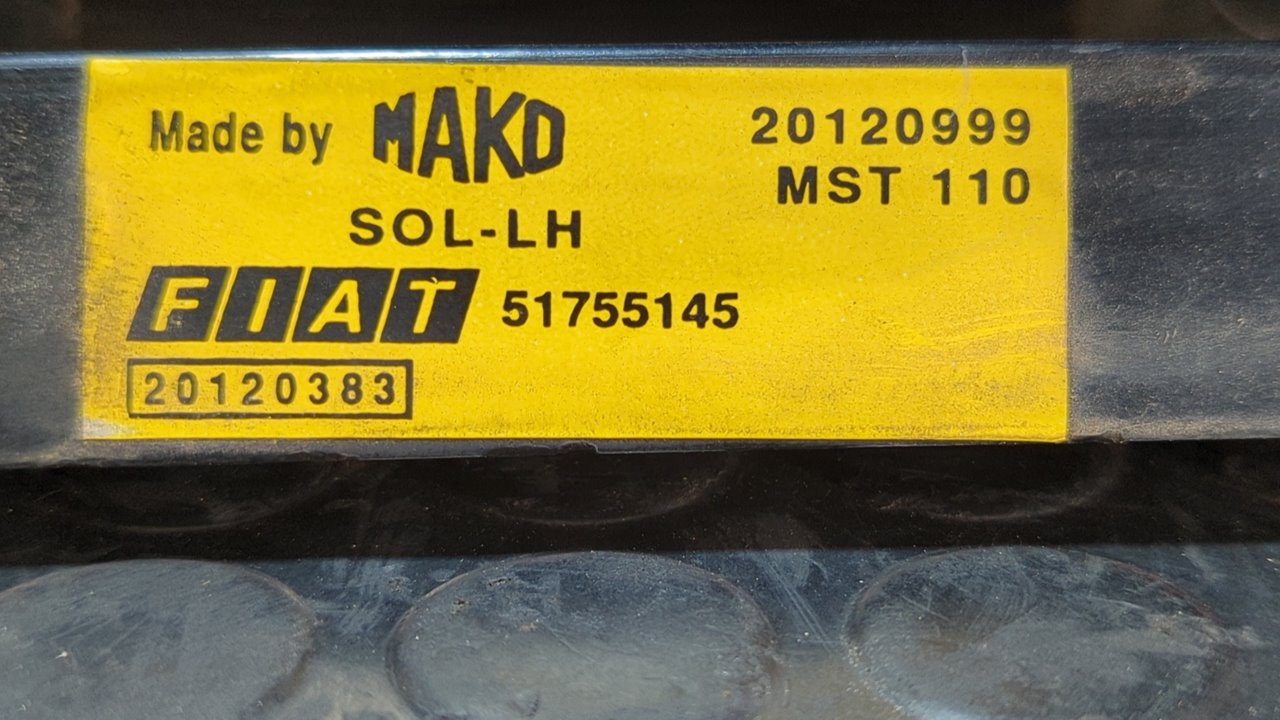 Made by MAKO 20120999
MST 110
SOL-LH
FIAT 51755145
20120383